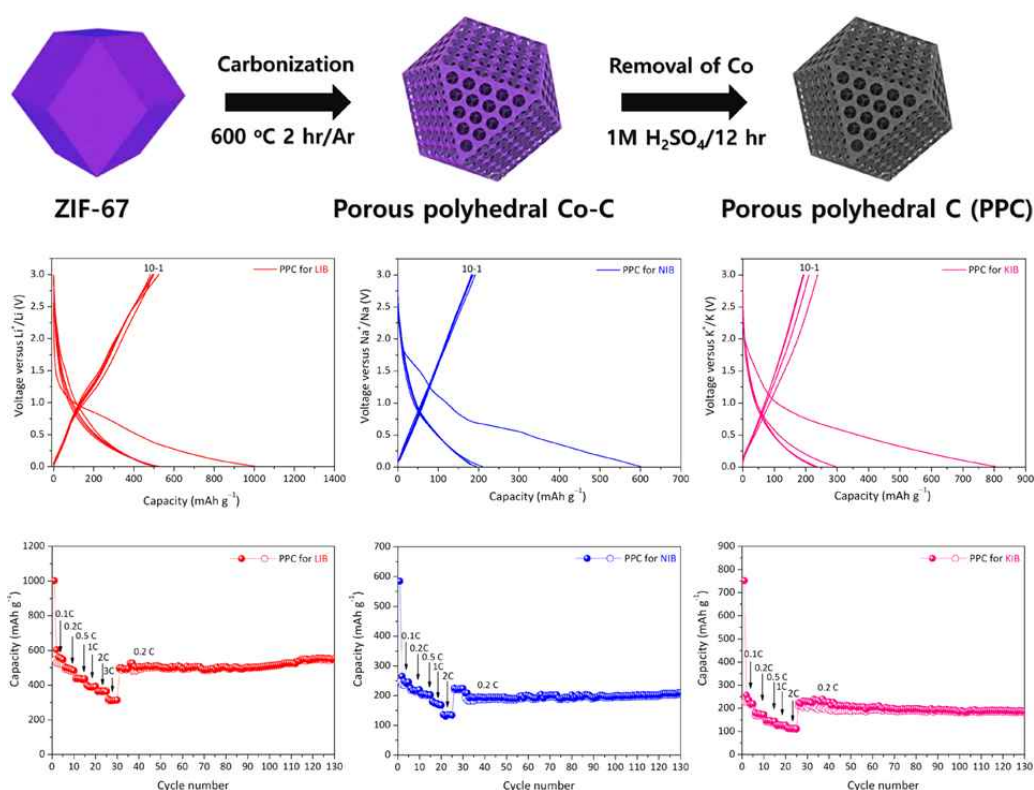 Carbonization
600 ºC 2 hr/Ar
Removal of Co
1M H₂SO₄/12 hr
ZIF-67
Porous polyhedral Co-C
Porous polyhedral C (PPC)
10-1
PPC for LIB
Voltage versus Li⁺/Li (V)
3.0
2.5
2.0
1.5
1.0
0.5
0.0
0 200 400 600 800 1000 1200 1400
Capacity (mAh g⁻¹)
10-1
PPC for NIB
Voltage versus Na⁺/Na (V)
3.0
2.5
2.0
1.5
1.0
0.5
0.0
0 100 200 300 400 500 600 700
Capacity (mAh g⁻¹)
10-1
PPC for KIB
Voltage versus K⁺/K (V)
3.0
2.5
2.0
1.5
1.0
0.5
0.0
0 100 200 300 400 500 600 700 800 900
Capacity (mAh g⁻¹)
PPC for LIB
Capacity (mAh g⁻¹)
1200
1000
800
600
400
200
0
0.1C
0.2C
0.5 C
1C
2C
3C
0.2 C
0 10 20 30 40 50 60 70 80 90 100 110 120 130
Cycle number
PPC for NIB
Capacity (mAh g⁻¹)
700
600
500
400
300
200
100
0
0.1C
0.2C
0.5 C
1C
2C
0.2 C
0 10 20 30 40 50 60 70 80 90 100 110 120 130
Cycle number
PPC for KIB
Capacity (mAh g⁻¹)
900
800
700
600
500
400
300
200
100
0
0.1C
0.2C
0.5 C
1C
2C
0.2 C
0 10 20 30 40 50 60 70 80 90 100 110 120 130
Cycle number